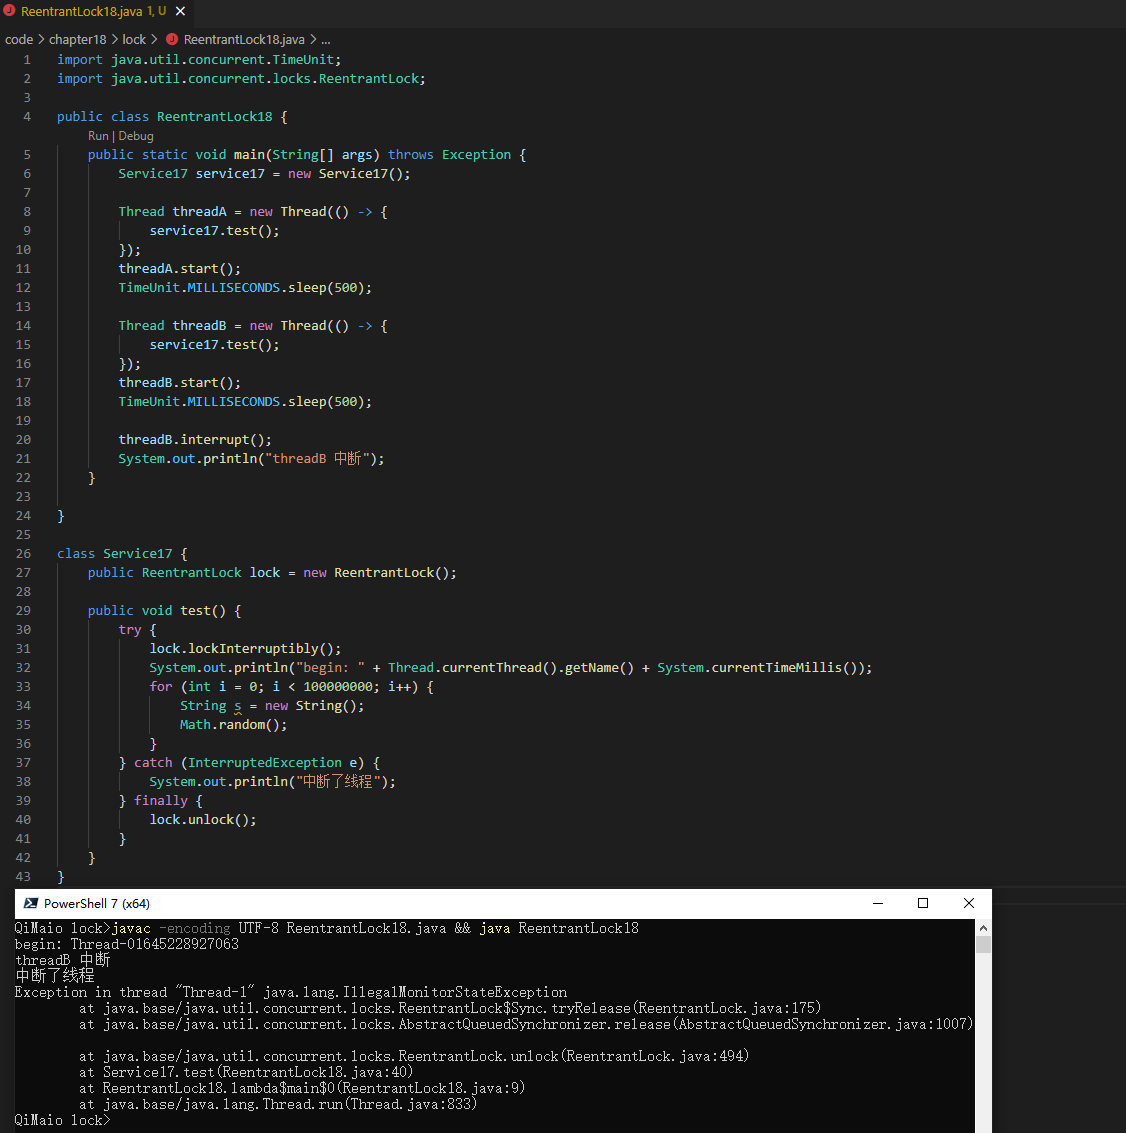 ReentrantLock18.java 1, U
code > chapter18 > lock > ReentrantLock18.java > ...
1 import java.util.concurrent.TimeUnit;
2 import java.util.concurrent.locks.ReentrantLock;
3
4 public class ReentrantLock18 {
Run | Debug
5 public static void main(String[] args) throws Exception {
6 Service17 service17 = new Service17();
7
8 Thread threadA = new Thread(() -> {
9 service17.test();
10 });
11 threadA.start();
12 TimeUnit.MILLISECONDS.sleep(500);
13
14 Thread threadB = new Thread(() -> {
15 service17.test();
16 });
17 threadB.start();
18 TimeUnit.MILLISECONDS.sleep(500);
19
20 threadB.interrupt();
21 System.out.println("threadB 中断");
22 }
23
24 }
25
26 class Service17 {
27 public ReentrantLock lock = new ReentrantLock();
28
29 public void test() {
30 try {
31 lock.lockInterruptibly();
32 System.out.println("begin: " + Thread.currentThread().getName() + System.currentTimeMillis());
33 for (int i = 0; i < 100000000; i++) {
34 String s = new String();
35 Math.random();
36 }
37 } catch (InterruptedException e) {
38 System.out.println("中断了线程");
39 } finally {
40 lock.unlock();
41 }
42 }
43 }
PowerShell 7 (x64)
QiMaio lock>javac -encoding UTF-8 ReentrantLock18.java && java ReentrantLock18
begin: Thread-01645228927063
threadB 中断
中断了线程
Exception in thread "Thread-1" java.lang.IllegalMonitorStateException
at java.base/java.util.concurrent.locks.ReentrantLock$Sync.tryRelease(ReentrantLock.java:175)
at java.base/java.util.concurrent.locks.AbstractQueuedSynchronizer.release(AbstractQueuedSynchronizer.java:1007)
at java.base/java.util.concurrent.locks.ReentrantLock.unlock(ReentrantLock.java:494)
at Service17.test(ReentrantLock18.java:40)
at ReentrantLock18.lambda$main$0(ReentrantLock18.java:9)
at java.base/java.lang.Thread.run(Thread.java:833)
QiMaio lock>